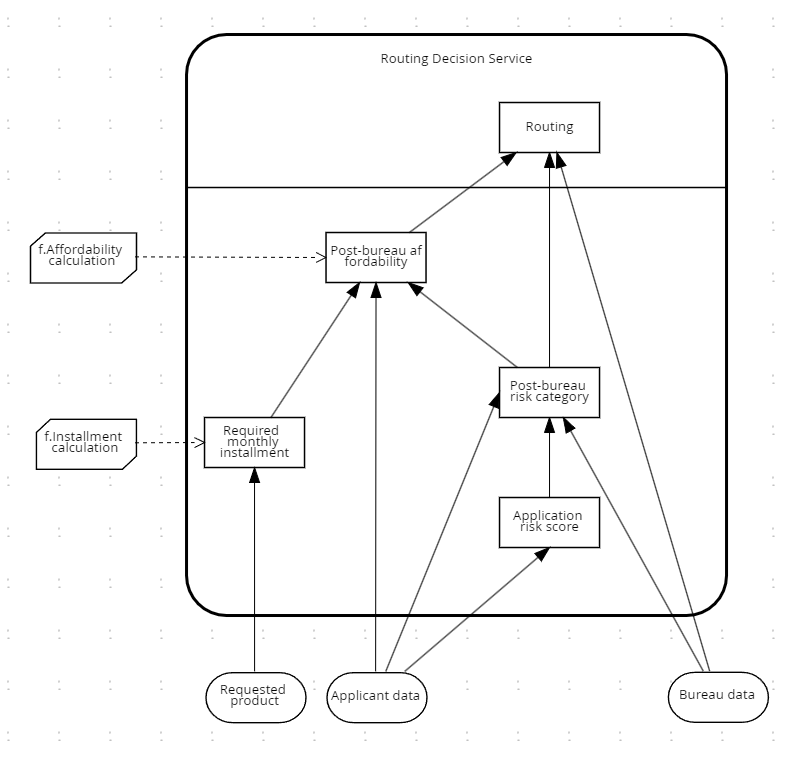 Routing Decision Service
Routing
f.Affordability
calculation
Post-bureau af
fordability
Post-bureau
risk category
f.Installment
calculation
Required
monthly
installment
Application
risk score
Requested
product
Applicant data
Bureau data